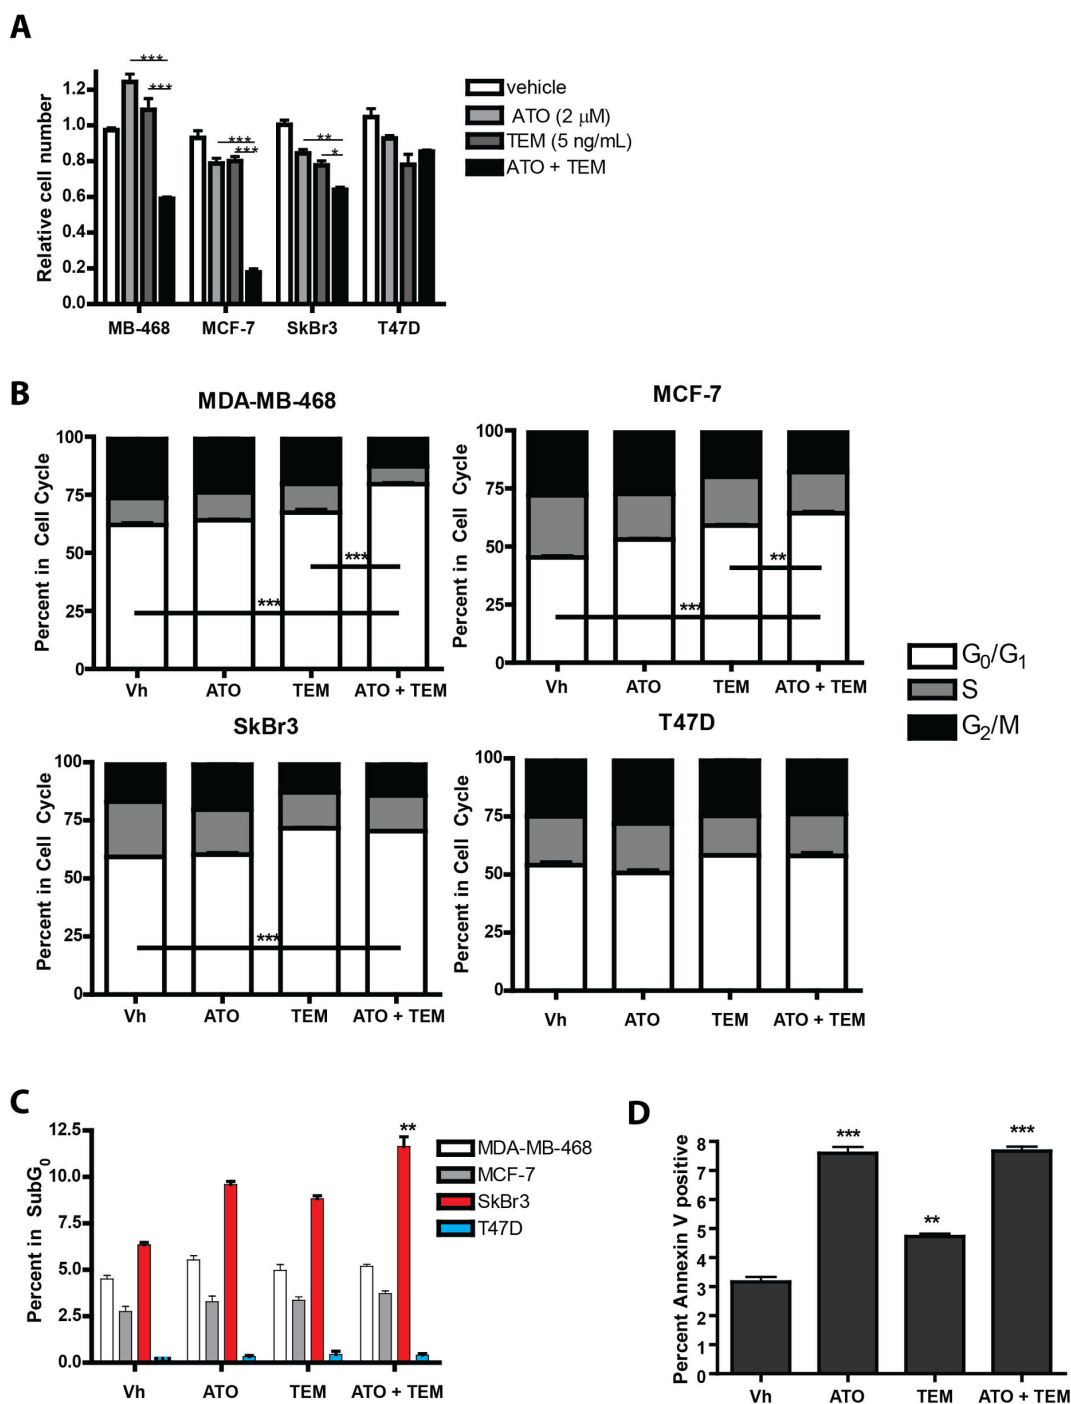 A
***
***
***
***
**
*
1.2
1.0
0.8
0.6
0.4
0.2
0.0
Relative cell number
MB-468 MCF-7 SkBr3 T47D
vehicle
ATO (2 μM)
TEM (5 ng/mL)
ATO + TEM
B
MDA-MB-468
100
75
50
25
0
Percent in Cell Cycle
***
***
Vh ATO TEM ATO + TEM
MCF-7
100
75
50
25
0
Percent in Cell Cycle
**
***
Vh ATO TEM ATO + TEM
G0/G1
S
G2/M
SkBr3
100
75
50
25
0
Percent in Cell Cycle
***
Vh ATO TEM ATO + TEM
T47D
100
75
50
25
0
Percent in Cell Cycle
Vh ATO TEM ATO + TEM
C
12.5
10.0
7.5
5.0
2.5
0.0
Percent in SubG0
**
Vh ATO TEM ATO + TEM
MDA-MB-468
MCF-7
SkBr3
T47D
D
8
7
6
5
4
3
2
1
0
Percent Annexin V positive
***
**
***
Vh ATO TEM ATO + TEM